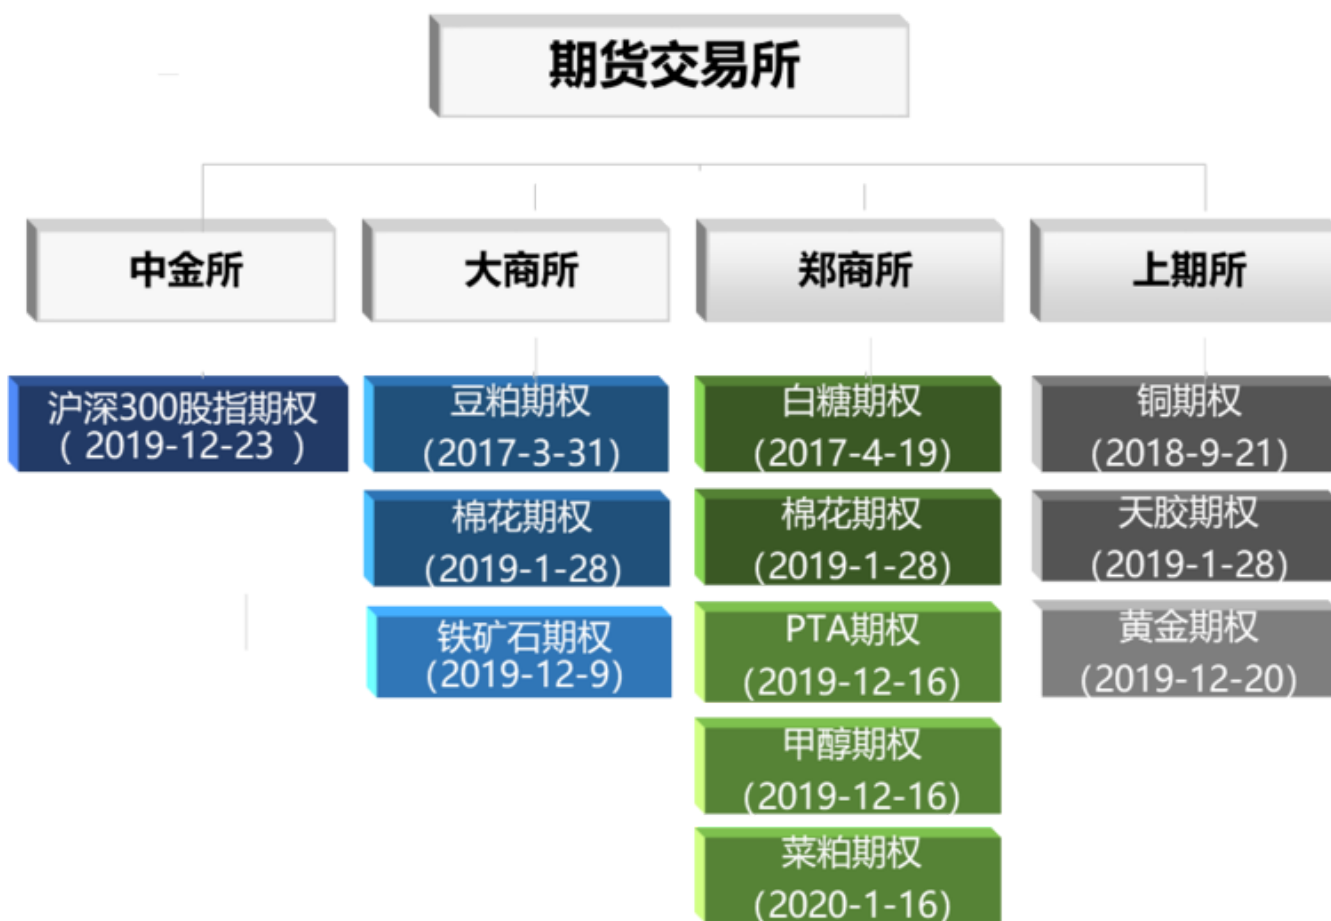 期货交易所
中金所
大商所
郑商所
上期所
沪深300股指期权
( 2019-12-23 )
豆粕期权
(2017-3-31)
棉花期权
(2019-1-28)
铁矿石期权
(2019-12-9)
白糖期权
(2017-4-19)
棉花期权
(2019-1-28)
PTA期权
(2019-12-16)
甲醇期权
(2019-12-16)
菜粕期权
(2020-1-16)
铜期权
(2018-9-21)
天胶期权
(2019-1-28)
黄金期权
(2019-12-20)